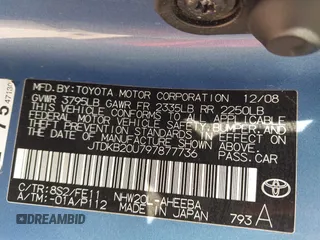 MFD.BY: TOYOTA MOTOR CORPORATION 12/08
GVWR 3795LB GAWR FR 2335LB RR 2250LB
THIS VEHICLE CONFORMS TO ALL APPLICABLE
FEDERAL MOTOR VEHICLE SAFETY, BUMPER, AND
THEFT PREVENTION STANDARDS IN EFFECT ON
THE DATE OF MANUFACTURE SHOWN ABOVE.
JTDKB20U797877736 PASS. CAR
C/TR: 8S2/FE11 NHW20L-AHEEBA
A/TM: -01A/P112 MADE IN JAPAN 793 A
TOYOTA
© DIAMBID